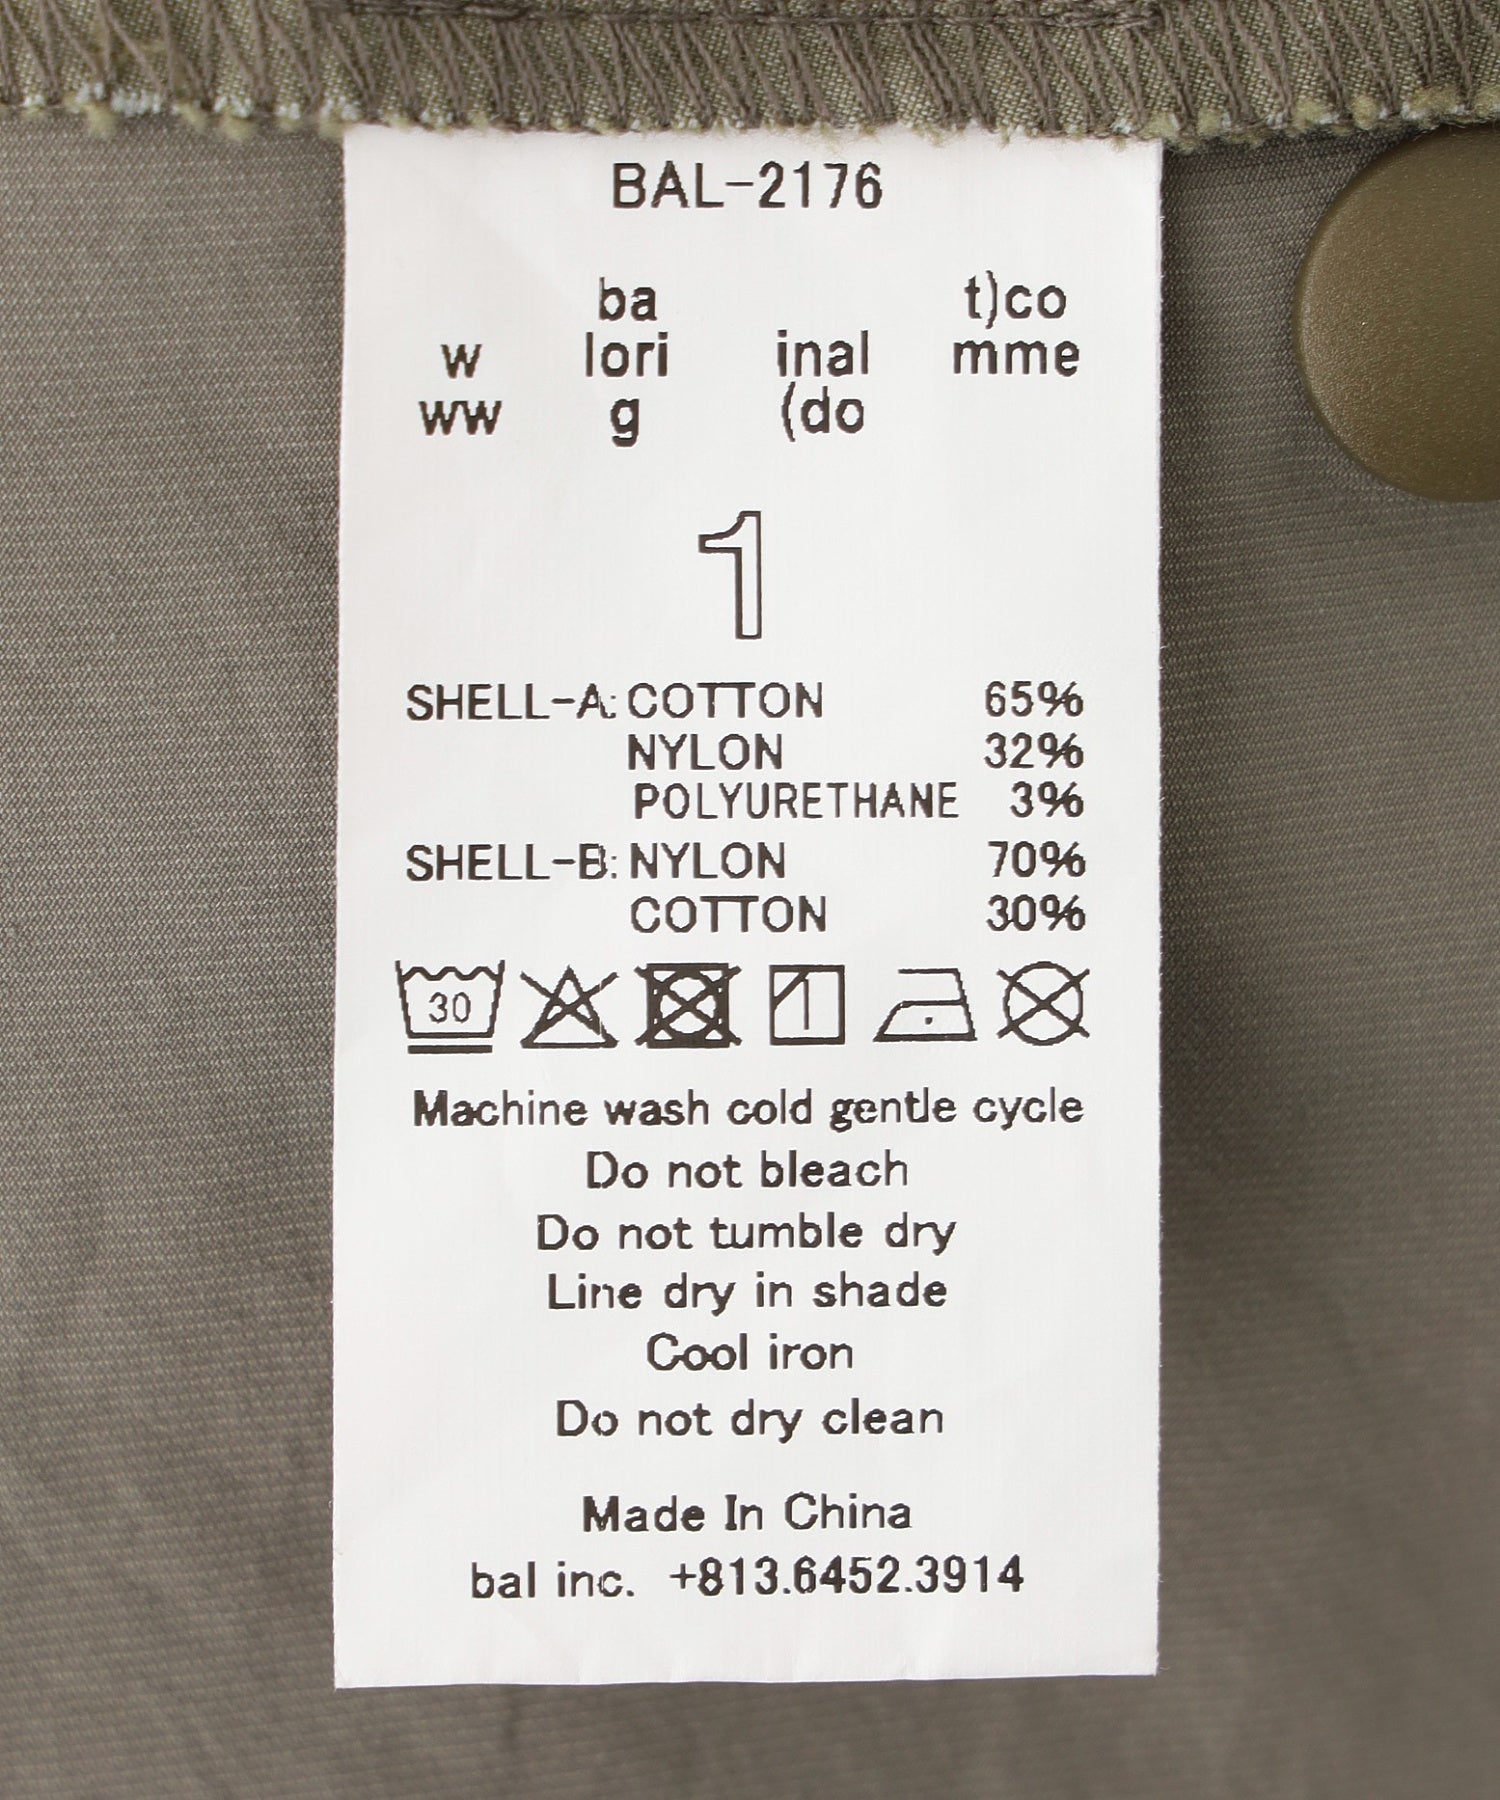 BAL-2176
ba t)co
w lori inal mme
ww g (do
1
SHELL-A: COTTON 65%
NYLON 32%
POLYURETHANE 3%
SHELL-B: NYLON 70%
COTTON 30%
30 1
Machine wash cold gentle cycle
Do not bleach
Do not tumble dry
Line dry in shade
Cool iron
Do not dry clean
Made In China
bal inc. +813.6452.3914